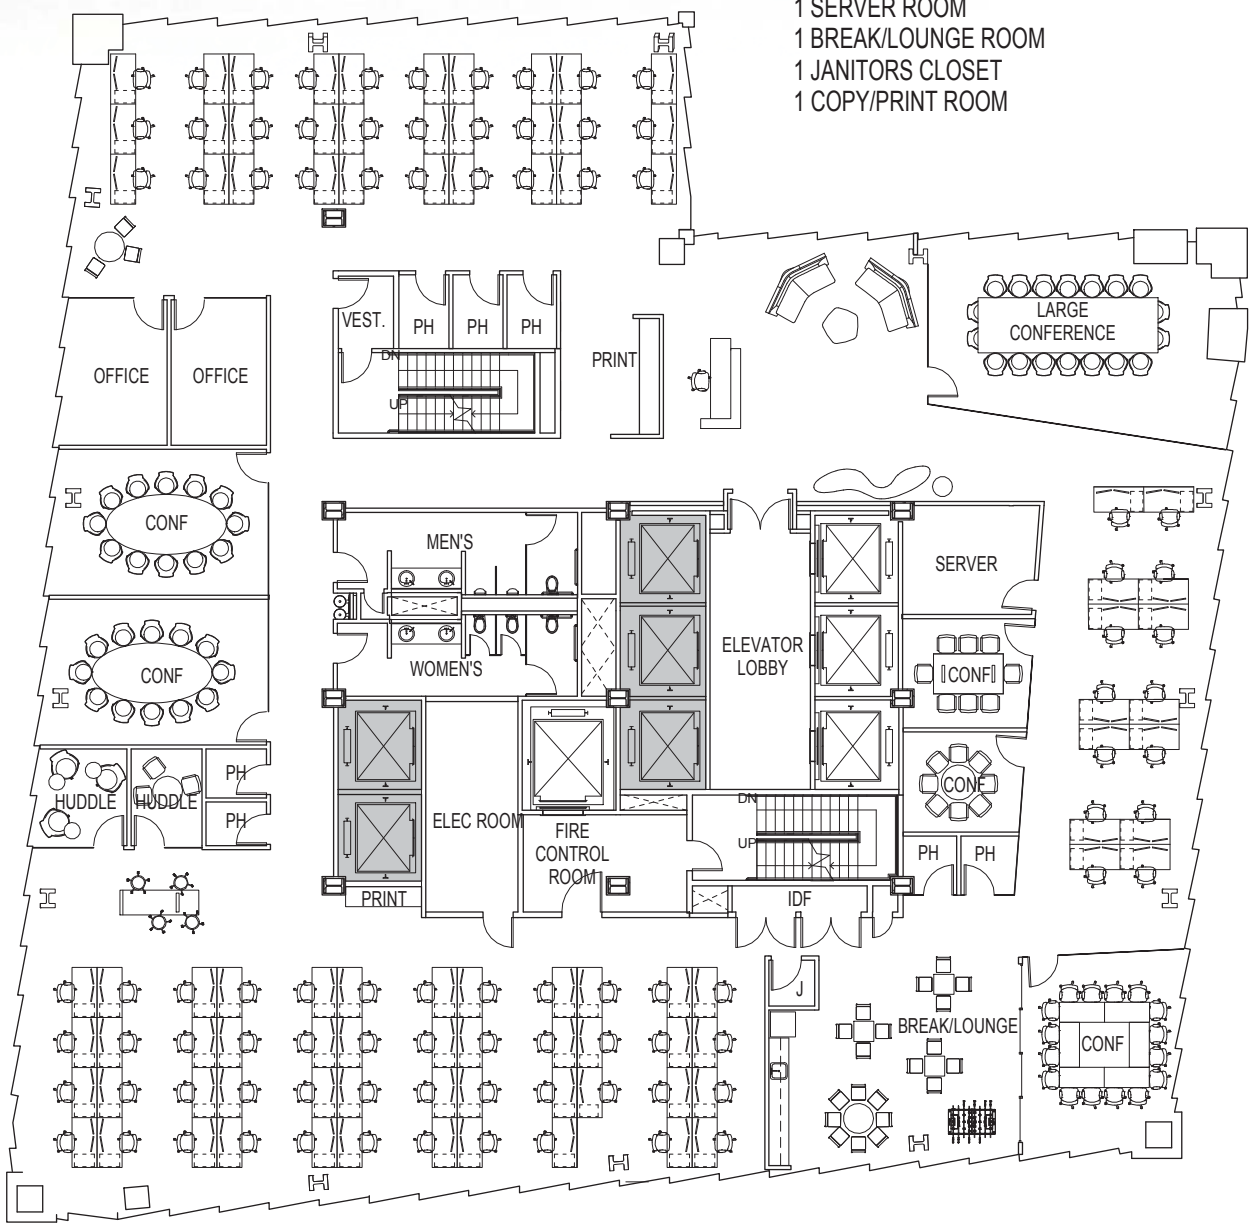 1 SERVER ROOM
1 BREAK/LOUNGE ROOM
1 JANITORS CLOSET
1 COPY/PRINT ROOM
LARGE
CONFERENCE
VEST.
PH
PH
PH
DN
UP
PRINT
OFFICE
OFFICE
CONF
MEN'S
SERVER
ELEVATOR
LOBBY
WOMEN'S
CONF
CONF
HUDDLE
HUDDLE
PH
PH
CONF
ELEC ROOM
FIRE
CONTROL
ROOM
DN
UP
PH
PH
PRINT
IDF
J
BREAK/LOUNGE
CONF